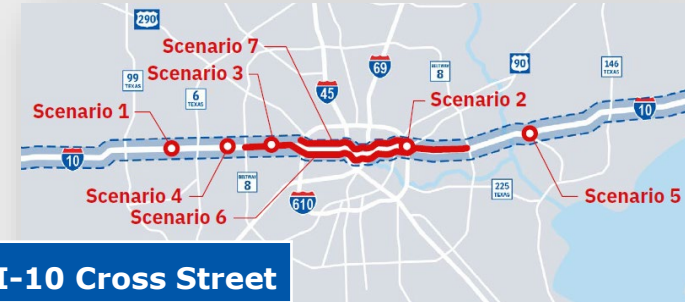 290
Scenario 7
69
99
TEXAS
Scenario 3
6
TEXAS
45
BELTWAY
8
90
146
TEXAS
Scenario 1
Scenario 2
10
10
Scenario 4
BELTWAY
8
Scenario 6
610
225
TEXAS
Scenario 5
I-10 Cross Street